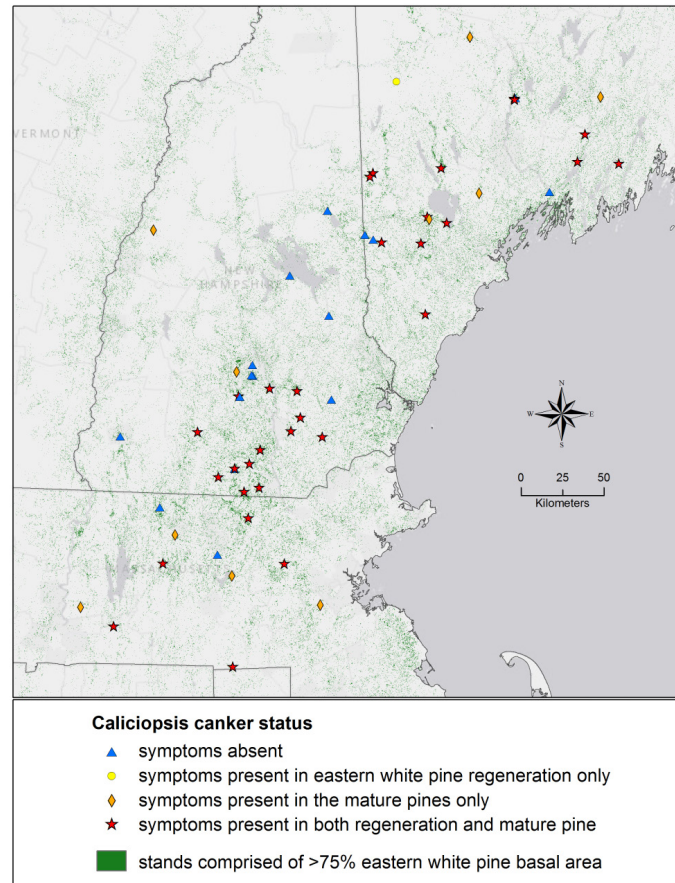 VERMONT
NEW
HAMPSHIRE
N
W E
S
0 25 50
Kilometers
MASSACHUSETTS
Caliciopsis canker status
symptoms absent
symptoms present in eastern white pine regeneration only
symptoms present in the mature pines only
symptoms present in both regeneration and mature pine
stands comprised of >75% eastern white pine basal area